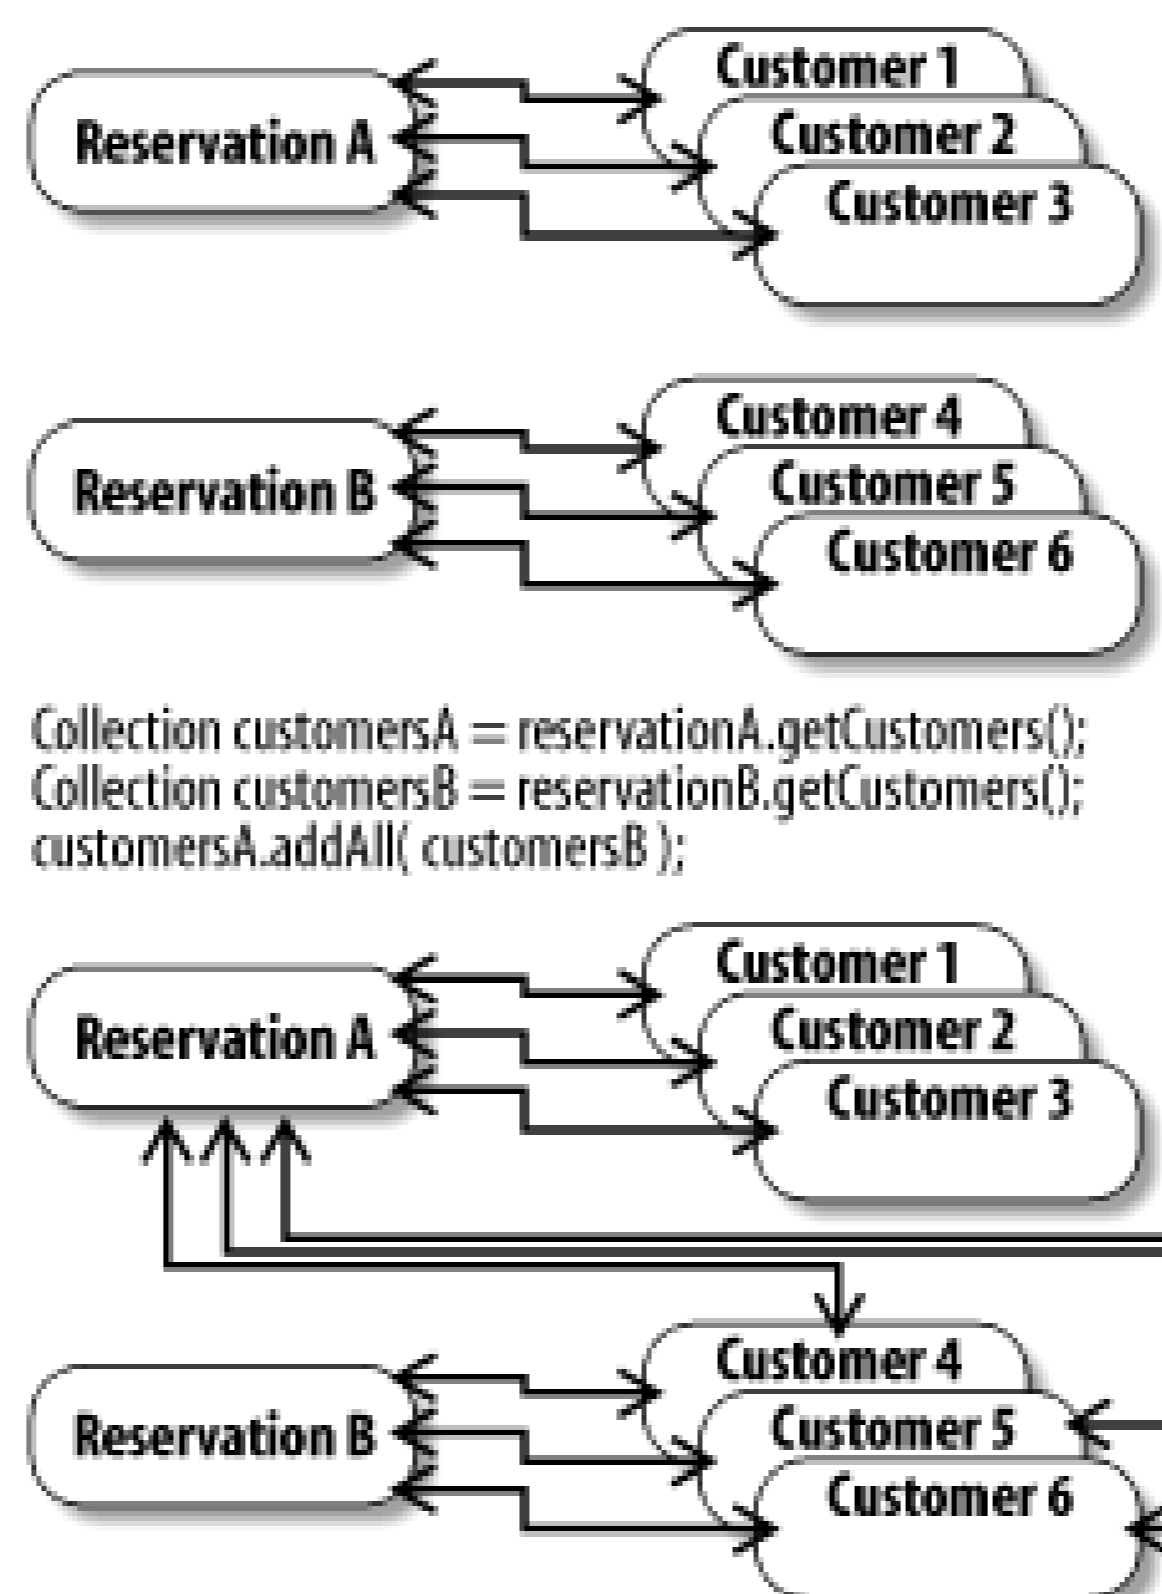 Customer 1
Customer 2
Reservation A
Customer 3
Customer 4
Customer 5
Reservation B
Customer 6
Collection customersA = reservationA.getCustomers();
Collection customersB = reservationB.getCustomers();
customersA.addAll( customersB );
Customer 1
Customer 2
Reservation A
Customer 3
Customer 4
Customer 5
Reservation B
Customer 6